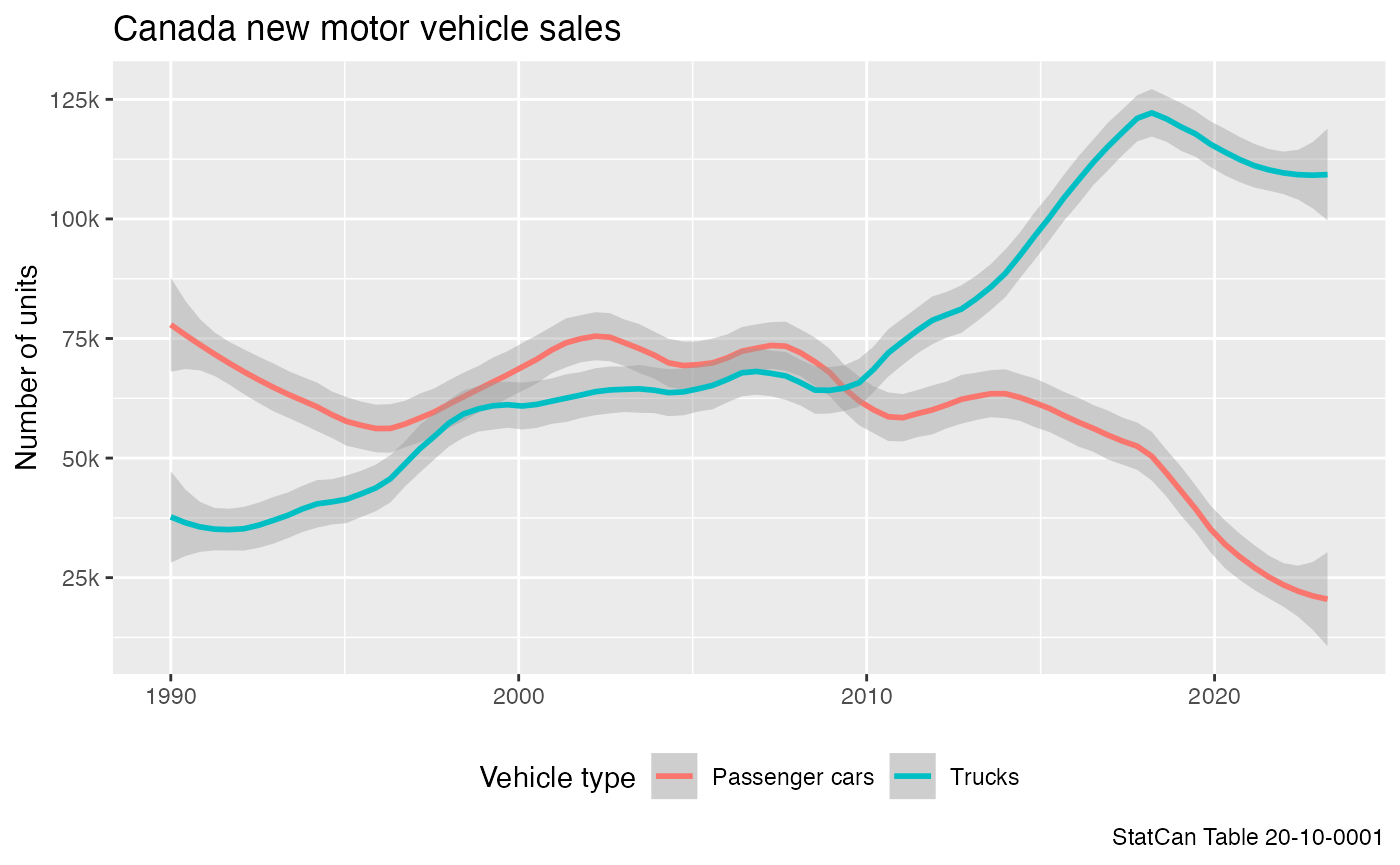 Canada new motor vehicle sales
Number of units
125k
100k
75k
50k
25k
1990 2000 2010 2020
Vehicle type Passenger cars Trucks
StatCan Table 20-10-0001